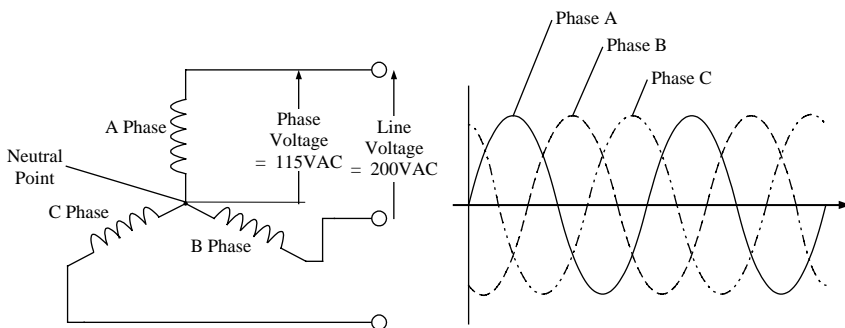 A Phase
Neutral
Point
C Phase
B Phase
Phase
Voltage
= 115VAC
Line
Voltage
= 200VAC
Phase A
Phase B
Phase C